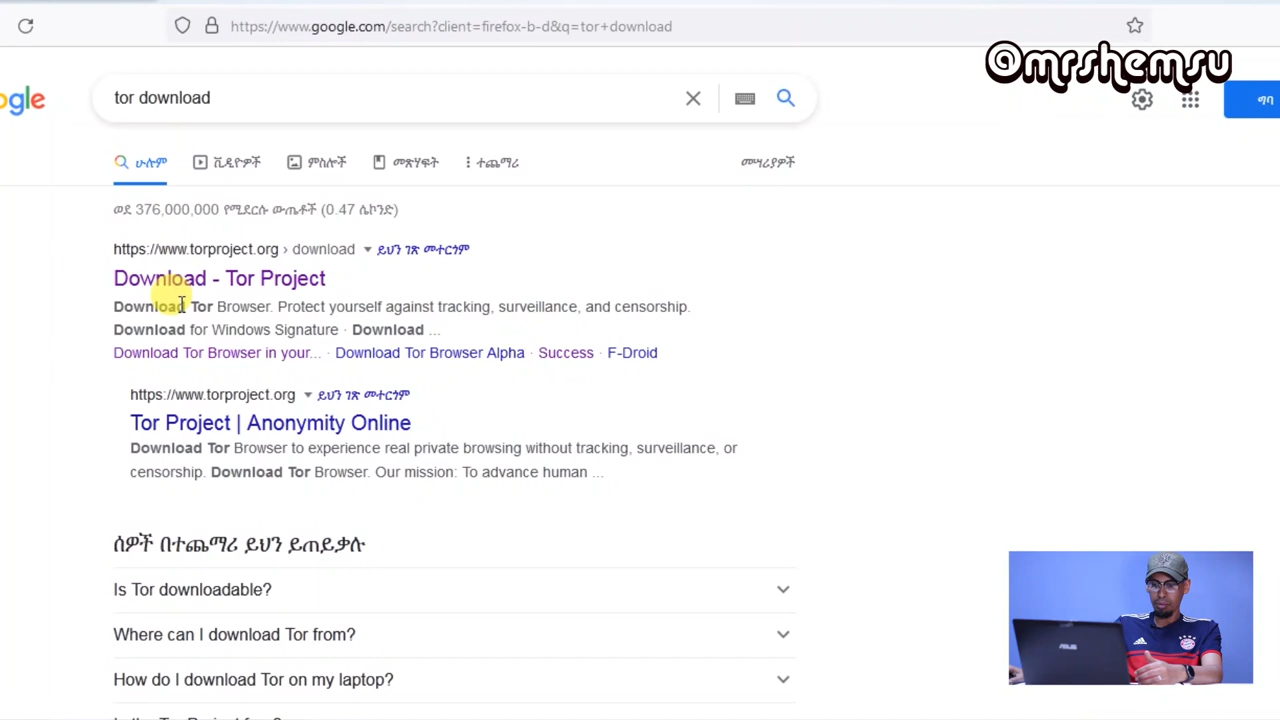 https://www.google.com/search?client=firefox-b-d&q=tor+download
@mrshemsu
ogle
tor download
ግባ
ሁሉም
ቪዲዮዎች
ምስሎች
መጽሃፍት
ተጨማሪ
መሣሪያዎች
ወደ 376,000,000 የሚደርሱ ውጤቶች (0.47 ሴኮንድ)
https://www.torproject.org › download ይህን ገጽ መተርጎም
Download - Tor Project
Download Tor Browser. Protect yourself against tracking, surveillance, and censorship.
Download for Windows Signature · Download ...
Download Tor Browser in your... · Download Tor Browser Alpha · Success · F-Droid
https://www.torproject.org ይህን ገጽ መተርጎም
Tor Project | Anonymity Online
Download Tor Browser to experience real private browsing without tracking, surveillance, or
censorship. Download Tor Browser. Our mission: To advance human ...
ሰዎች በተጨማሪ ይህን ይጠይቃሉ
Is Tor downloadable?
Where can I download Tor from?
How do I download Tor on my laptop?
ASUS